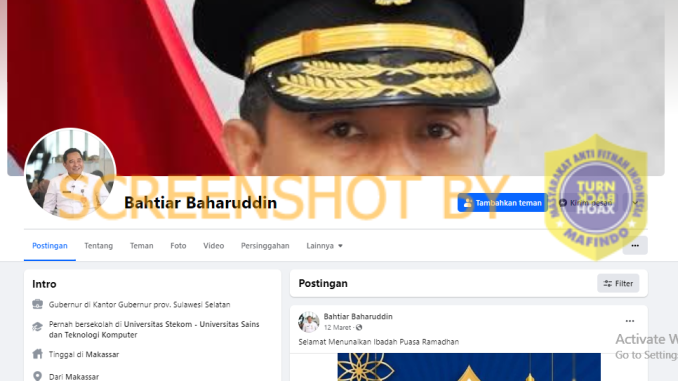 SCREENSHOT BY
MASYARAKAT ANTI FITNAH INDONESIA
TURN
BACK
HOAX
MAFINDO
Bahtiar Baharuddin
Tambahkan teman
Kirim pesan
Postingan
Tentang
Teman
Foto
Video
Persinggahan
Lainnya
Intro
Gubernur di Kantor Gubernur prov. Sulawesi Selatan
Pernah bersekolah di Universitas Stekom - Universitas Sains
dan Teknologi Komputer
Tinggal di Makassar
Dari Makassar
Postingan
Filter
Bahtiar Baharuddin
12 Maret ·
Selamat Menunaikan Ibadah Puasa Ramadhan
Activate W
Go to Setting